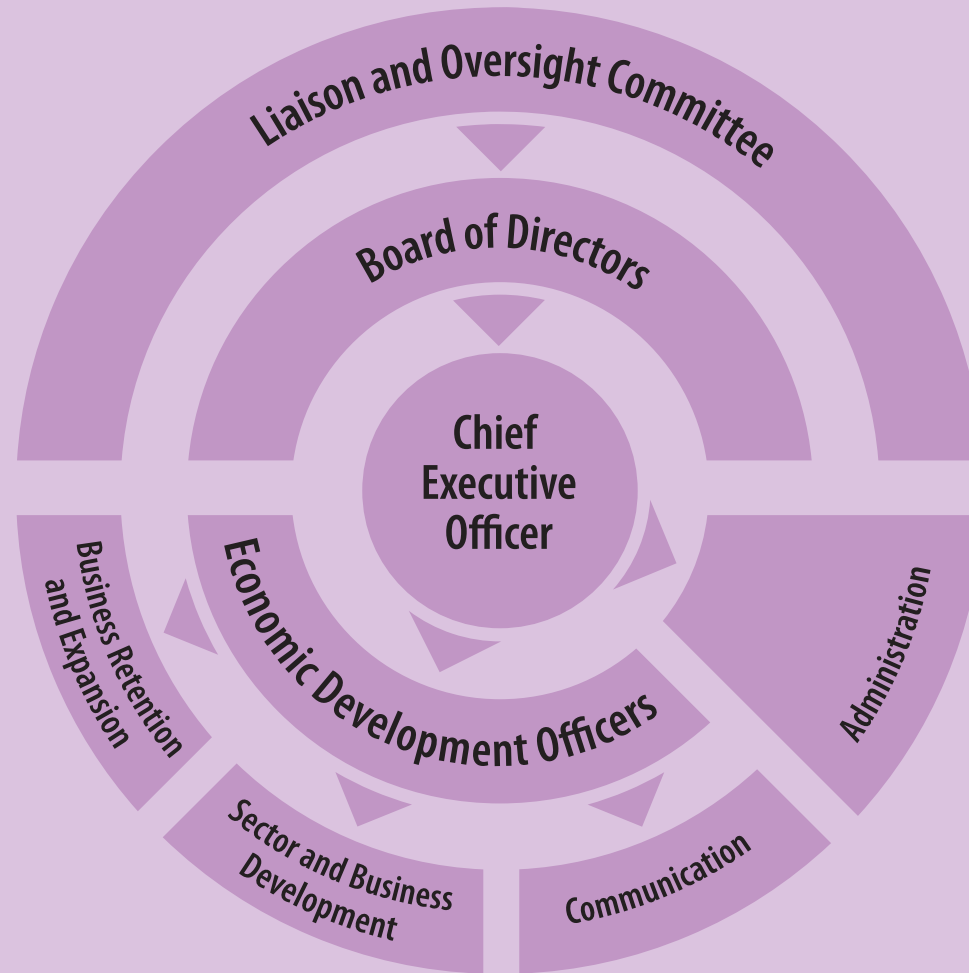 Liaison and Oversight Committee
Board of Directors
Chief
Executive
Officer
Economic Development Officers
Business Retention
and Expansion
Sector and Business
Development
Communication
Administration